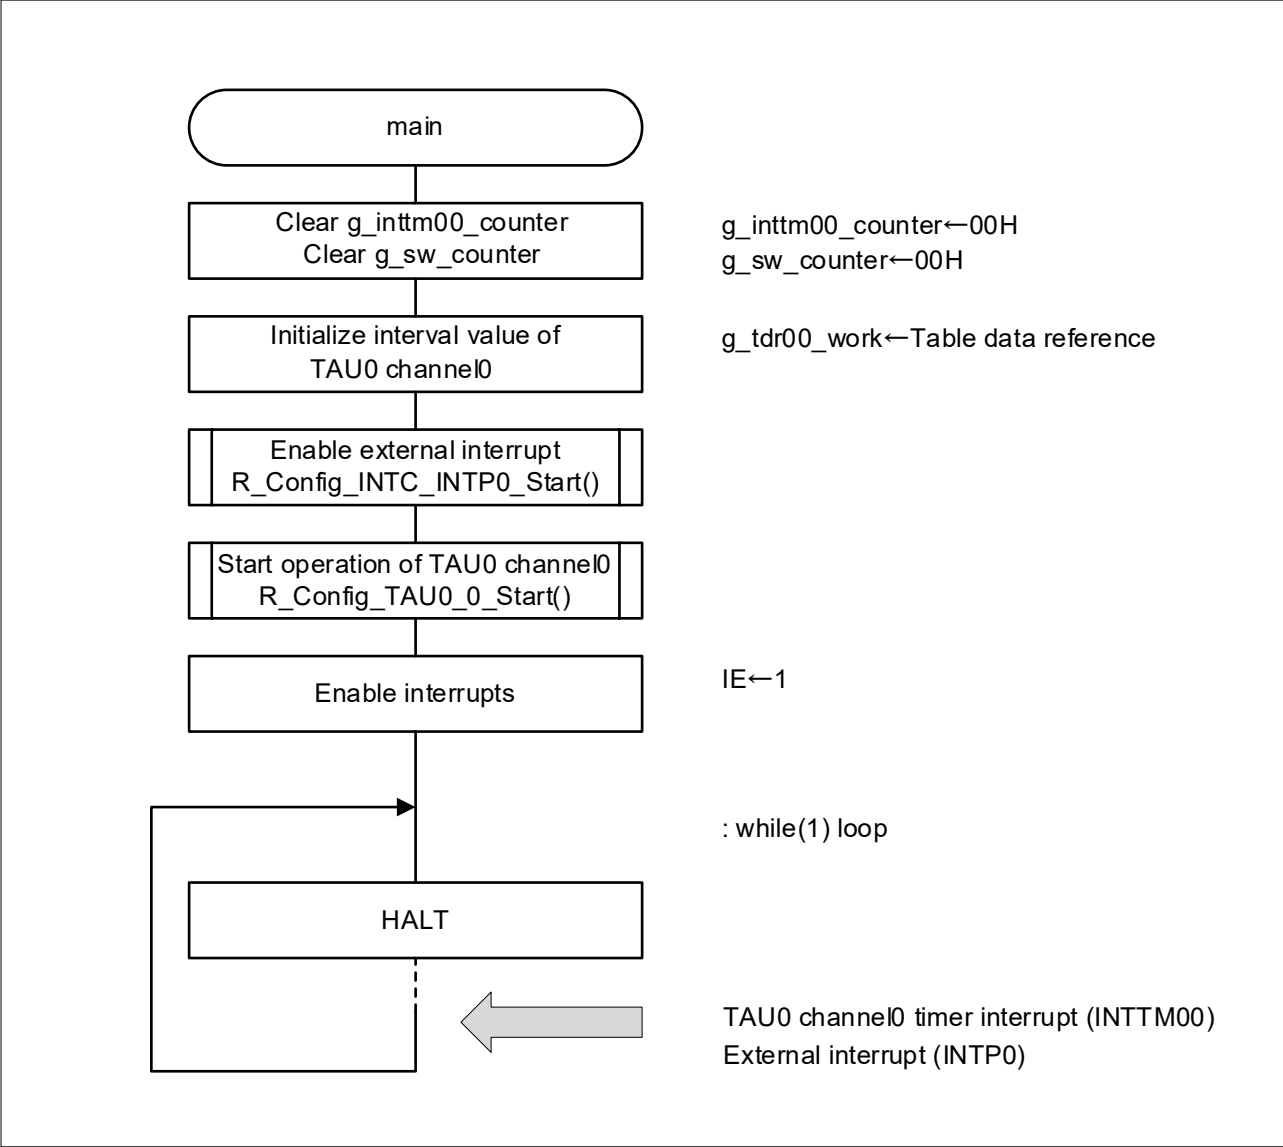 main
Clear g_inttm00_counter
Clear g_sw_counter
g_inttm00_counter←00H
g_sw_counter←00H
Initialize interval value of
TAU0 channel0
g_tdr00_work←Table data reference
Enable external interrupt
R_Config_INTC_INTP0_Start()
Start operation of TAU0 channel0
R_Config_TAU0_0_Start()
Enable interrupts
IE←1
: while(1) loop
HALT
TAU0 channel0 timer interrupt (INTTM00)
External interrupt (INTP0)